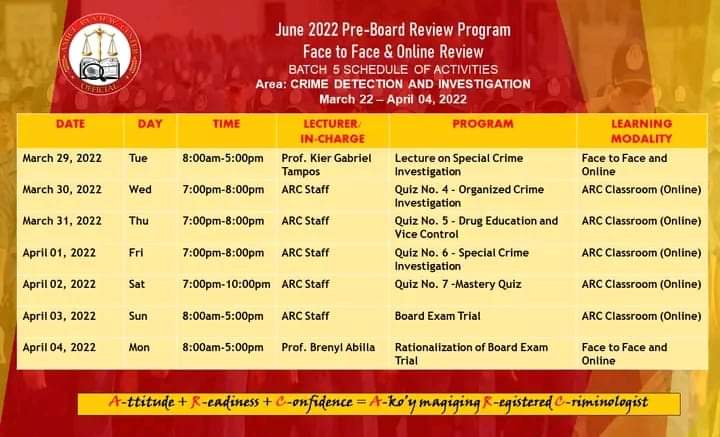 June 2022 Pre-Board Review Program
Face to Face & Online Review
BATCH 5 SCHEDULE OF ACTIVITIES
Area: CRIME DETECTION AND INVESTIGATION
March 22 – April 04, 2022
OFFICIAL
DATE DAY TIME LECTURER/ IN-CHARGE PROGRAM LEARNING MODALITY
March 29, 2022 Tue 8:00am-5:00pm Prof. Kier Gabriel Tampos Lecture on Special Crime Investigation Face to Face and Online
March 30, 2022 Wed 7:00pm-8:00pm ARC Staff Quiz No. 4 - Organized Crime Investigation ARC Classroom (Online)
March 31, 2022 Thu 7:00pm-8:00pm ARC Staff Quiz No. 5 - Drug Education and Vice Control ARC Classroom (Online)
April 01, 2022 Fri 7:00pm-8:00pm ARC Staff Quiz No. 6 - Special Crime Investigation ARC Classroom (Online)
April 02, 2022 Sat 7:00pm-10:00pm ARC Staff Quiz No. 7 -Mastery Quiz ARC Classroom (Online)
April 03, 2022 Sun 8:00am-5:00pm ARC Staff Board Exam Trial ARC Classroom (Online)
April 04, 2022 Mon 8:00am-5:00pm Prof. Brenyl Abilla Rationalization of Board Exam Trial Face to Face and Online
A-ttitude + R-eadiness + C-onfidence = A-ko'y magiging R-egistered C-riminologist